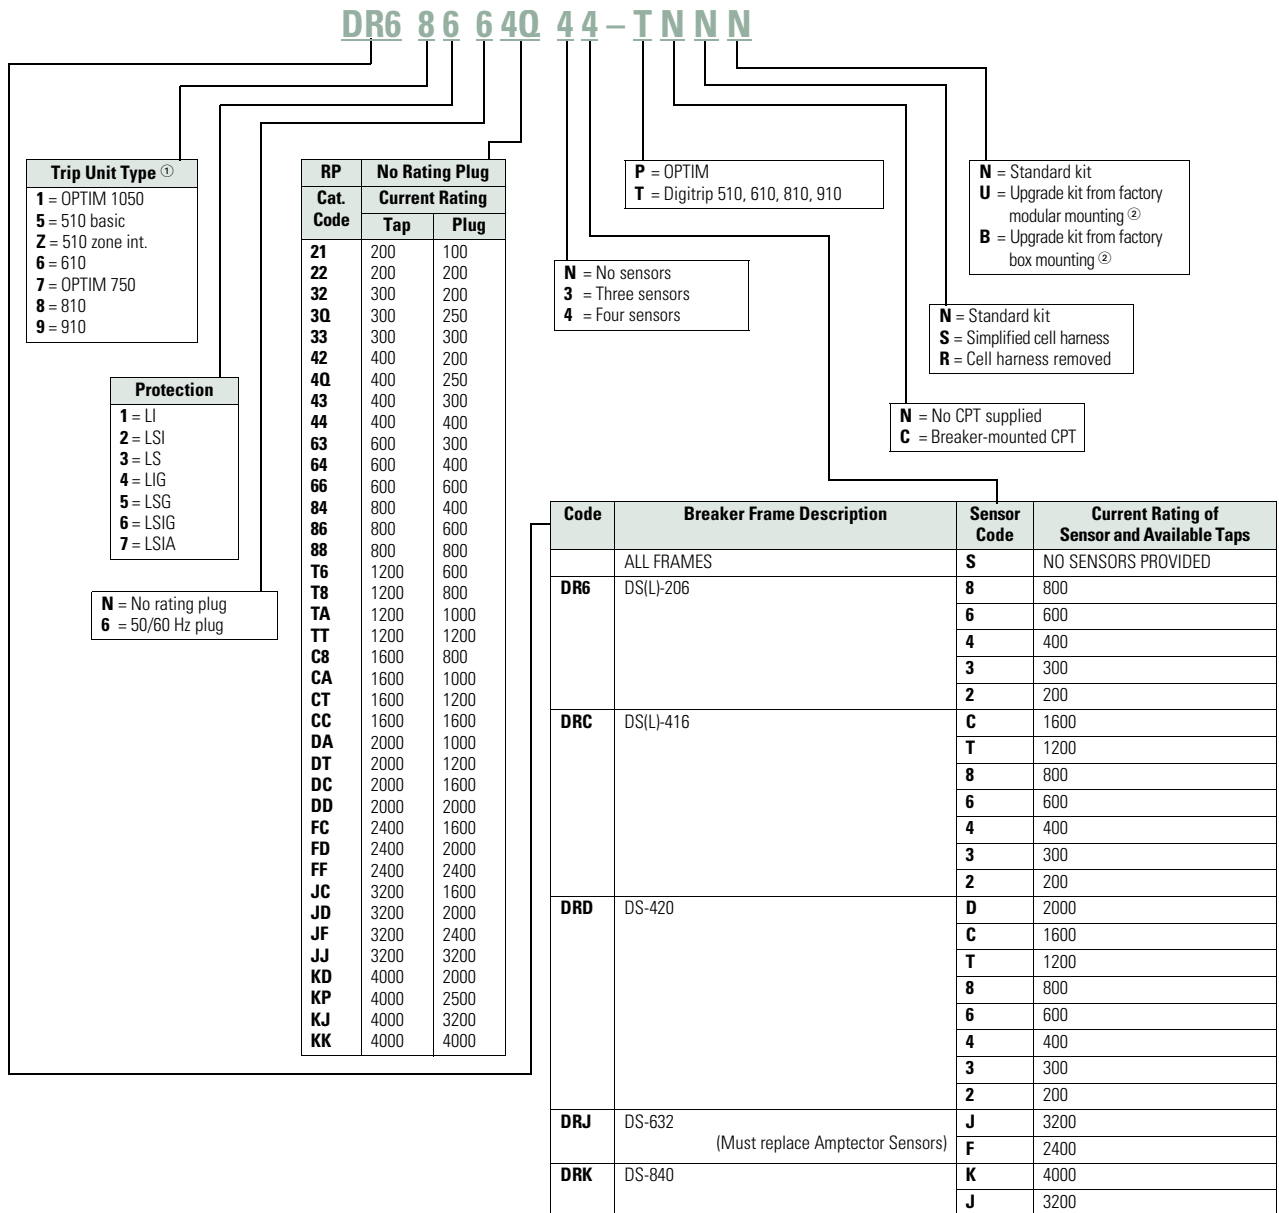 DR6 8 6 6 4Q 4 4 – T N N N
Trip Unit Type ①
1 = OPTIM 1050
5 = 510 basic
Z = 510 zone int.
6 = 610
7 = OPTIM 750
8 = 810
9 = 910
Protection
1 = LI
2 = LSI
3 = LS
4 = LIG
5 = LSG
6 = LSIG
7 = LSIA
N = No rating plug
6 = 50/60 Hz plug
RP No Rating Plug
Cat. Code Current Rating
Tap Plug
21 200 100
22 200 200
32 300 200
3Q 300 250
33 300 300
42 400 200
4Q 400 250
43 400 300
44 400 400
63 600 300
64 600 400
66 600 600
84 800 400
86 800 600
88 800 800
T6 1200 600
T8 1200 800
TA 1200 1000
TT 1200 1200
C8 1600 800
CA 1600 1000
CT 1600 1200
CC 1600 1600
DA 2000 1000
DT 2000 1200
DC 2000 1600
DD 2000 2000
FC 2400 1600
FD 2400 2000
FF 2400 2400
JC 3200 1600
JD 3200 2000
JF 3200 2400
JJ 3200 3200
KD 4000 2000
KP 4000 2500
KJ 4000 3200
KK 4000 4000
N = No sensors
3 = Three sensors
4 = Four sensors
P = OPTIM
T = Digitrip 510, 610, 810, 910
N = Standard kit
U = Upgrade kit from factory
modular mounting ②
B = Upgrade kit from factory
box mounting ②
N = Standard kit
S = Simplified cell harness
R = Cell harness removed
N = No CPT supplied
C = Breaker-mounted CPT
Code Breaker Frame Description Sensor Code Current Rating of Sensor and Available Taps
ALL FRAMES S NO SENSORS PROVIDED
DR6 DS(L)-206 8 800
6 600
4 400
3 300
2 200
DRC DS(L)-416 C 1600
T 1200
8 800
6 600
4 400
3 300
2 200
DRD DS-420 D 2000
C 1600
T 1200
8 800
6 600
4 400
3 300
2 200
DRJ DS-632 J 3200
(Must replace Amptector Sensors) F 2400
DRK DS-840 K 4000
J 3200